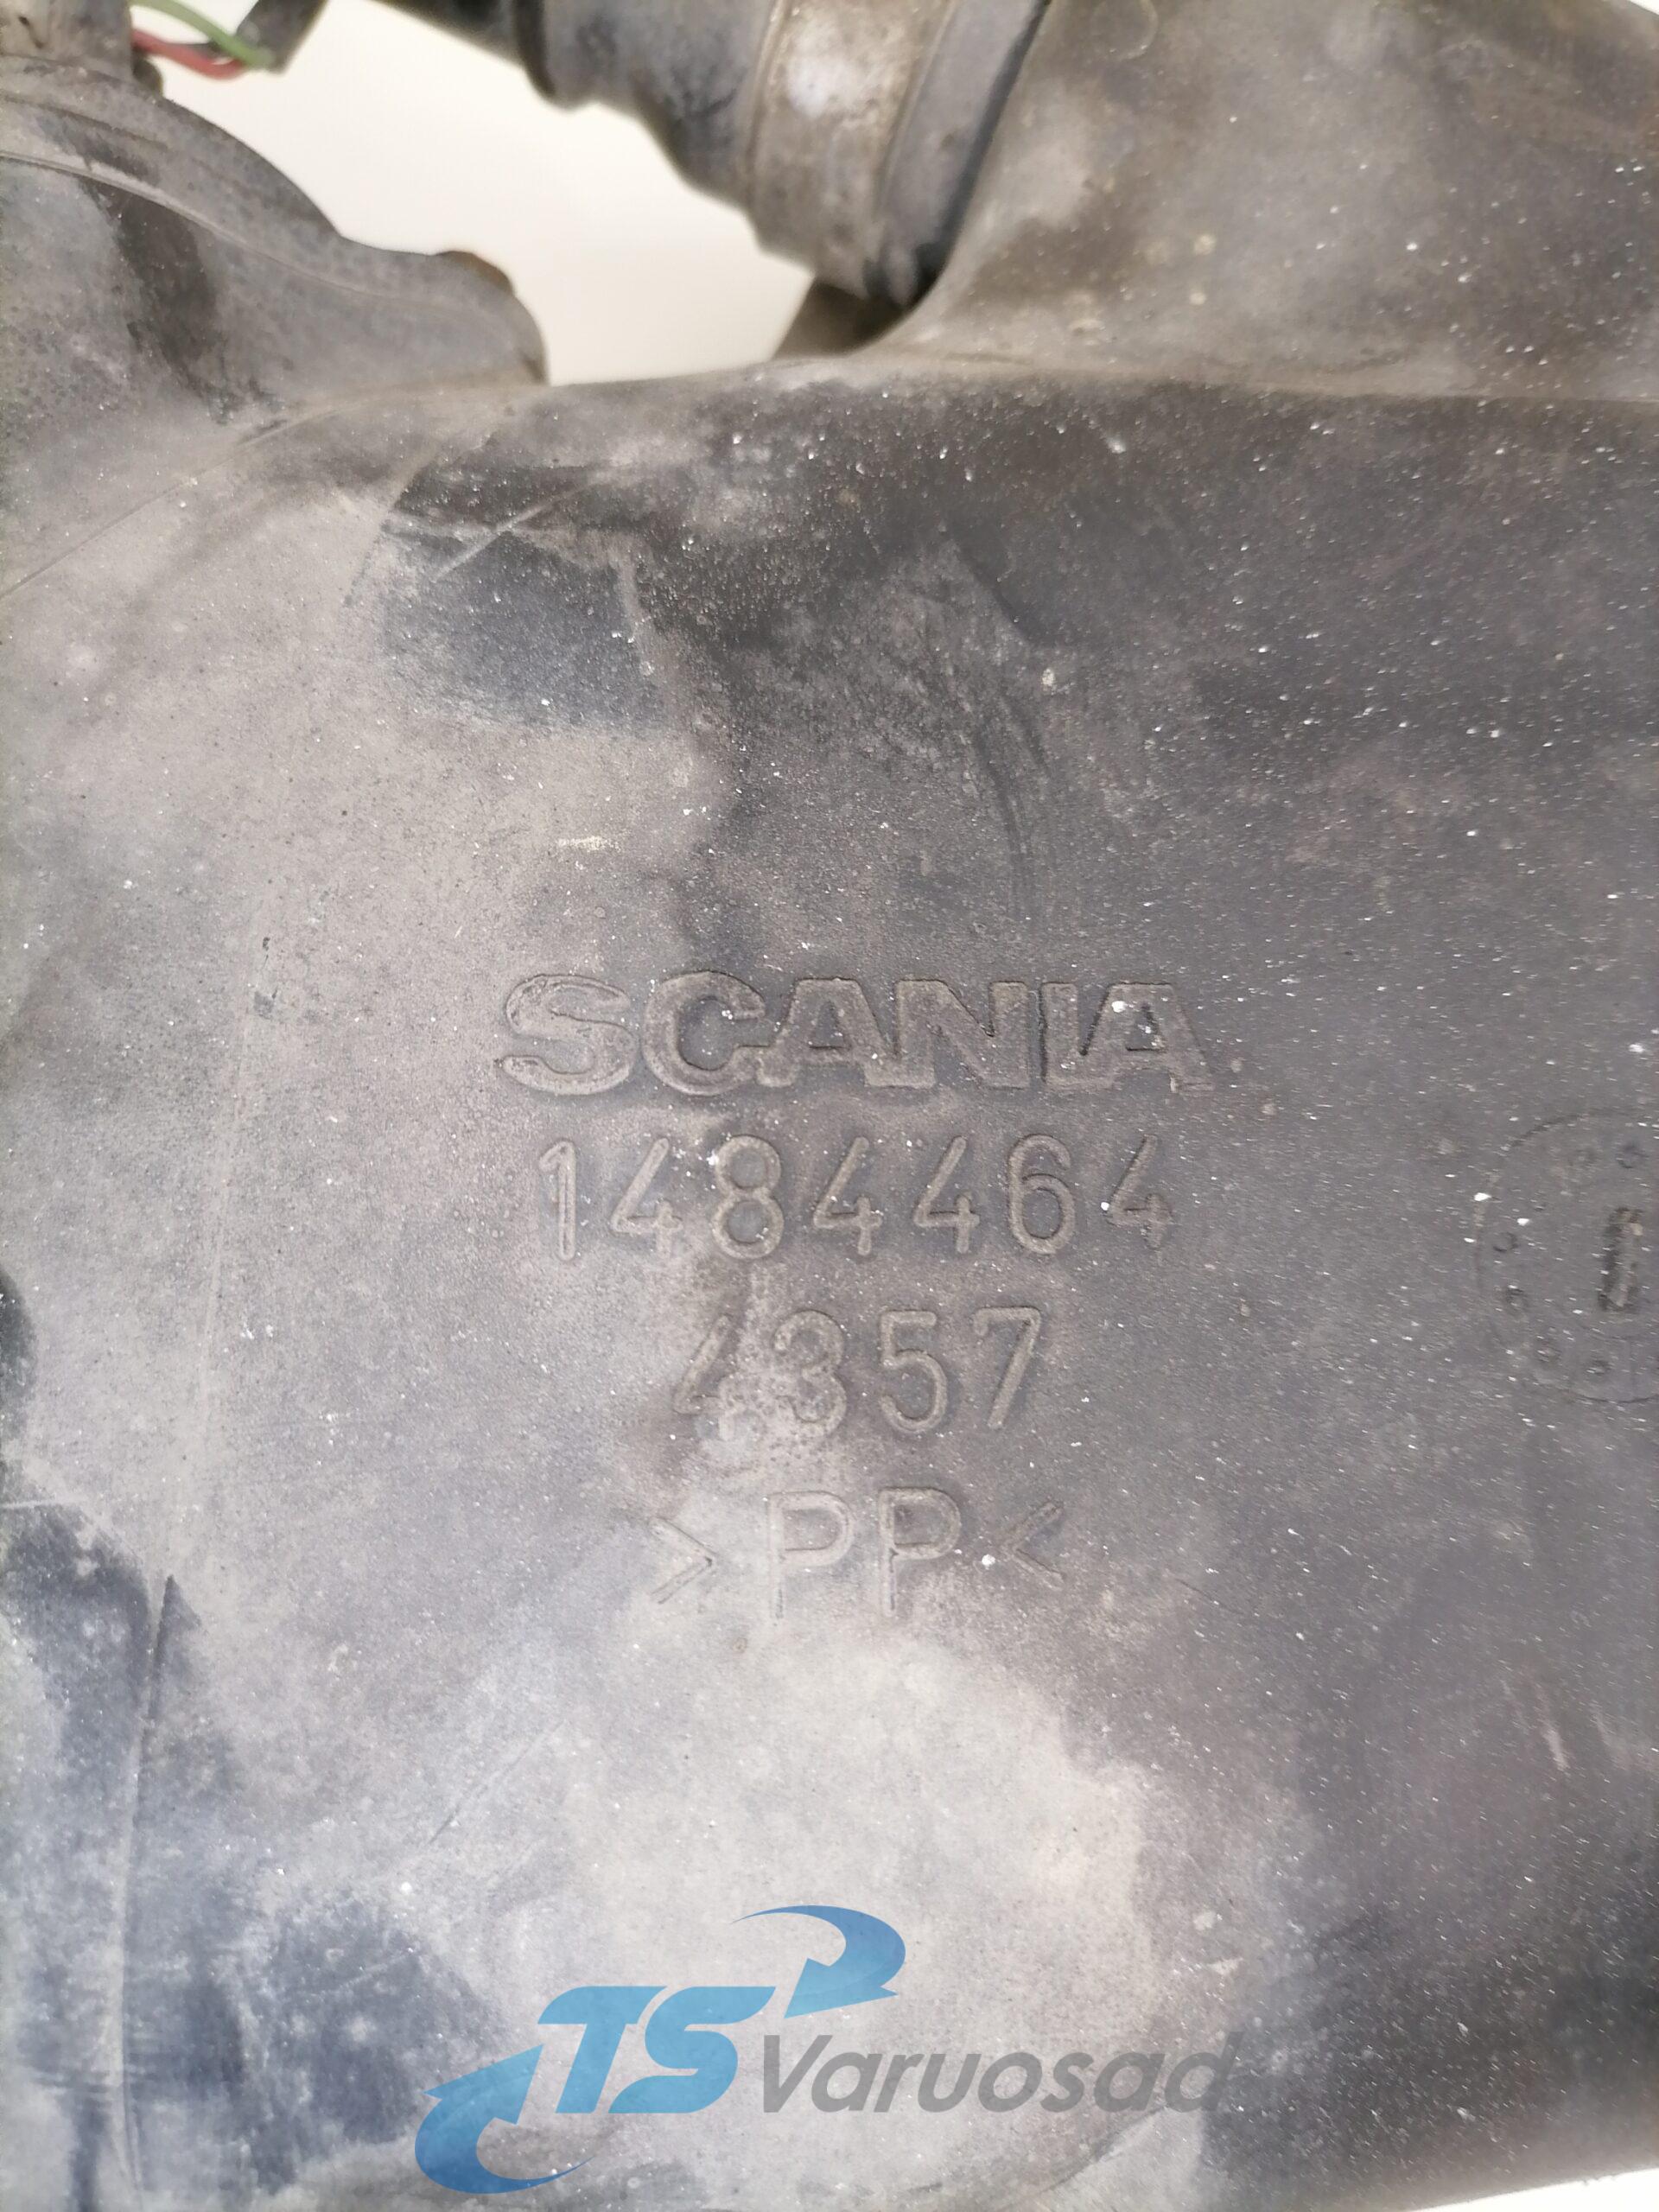 SCANIA
1484464
4357
>PP<
TS Varuosad